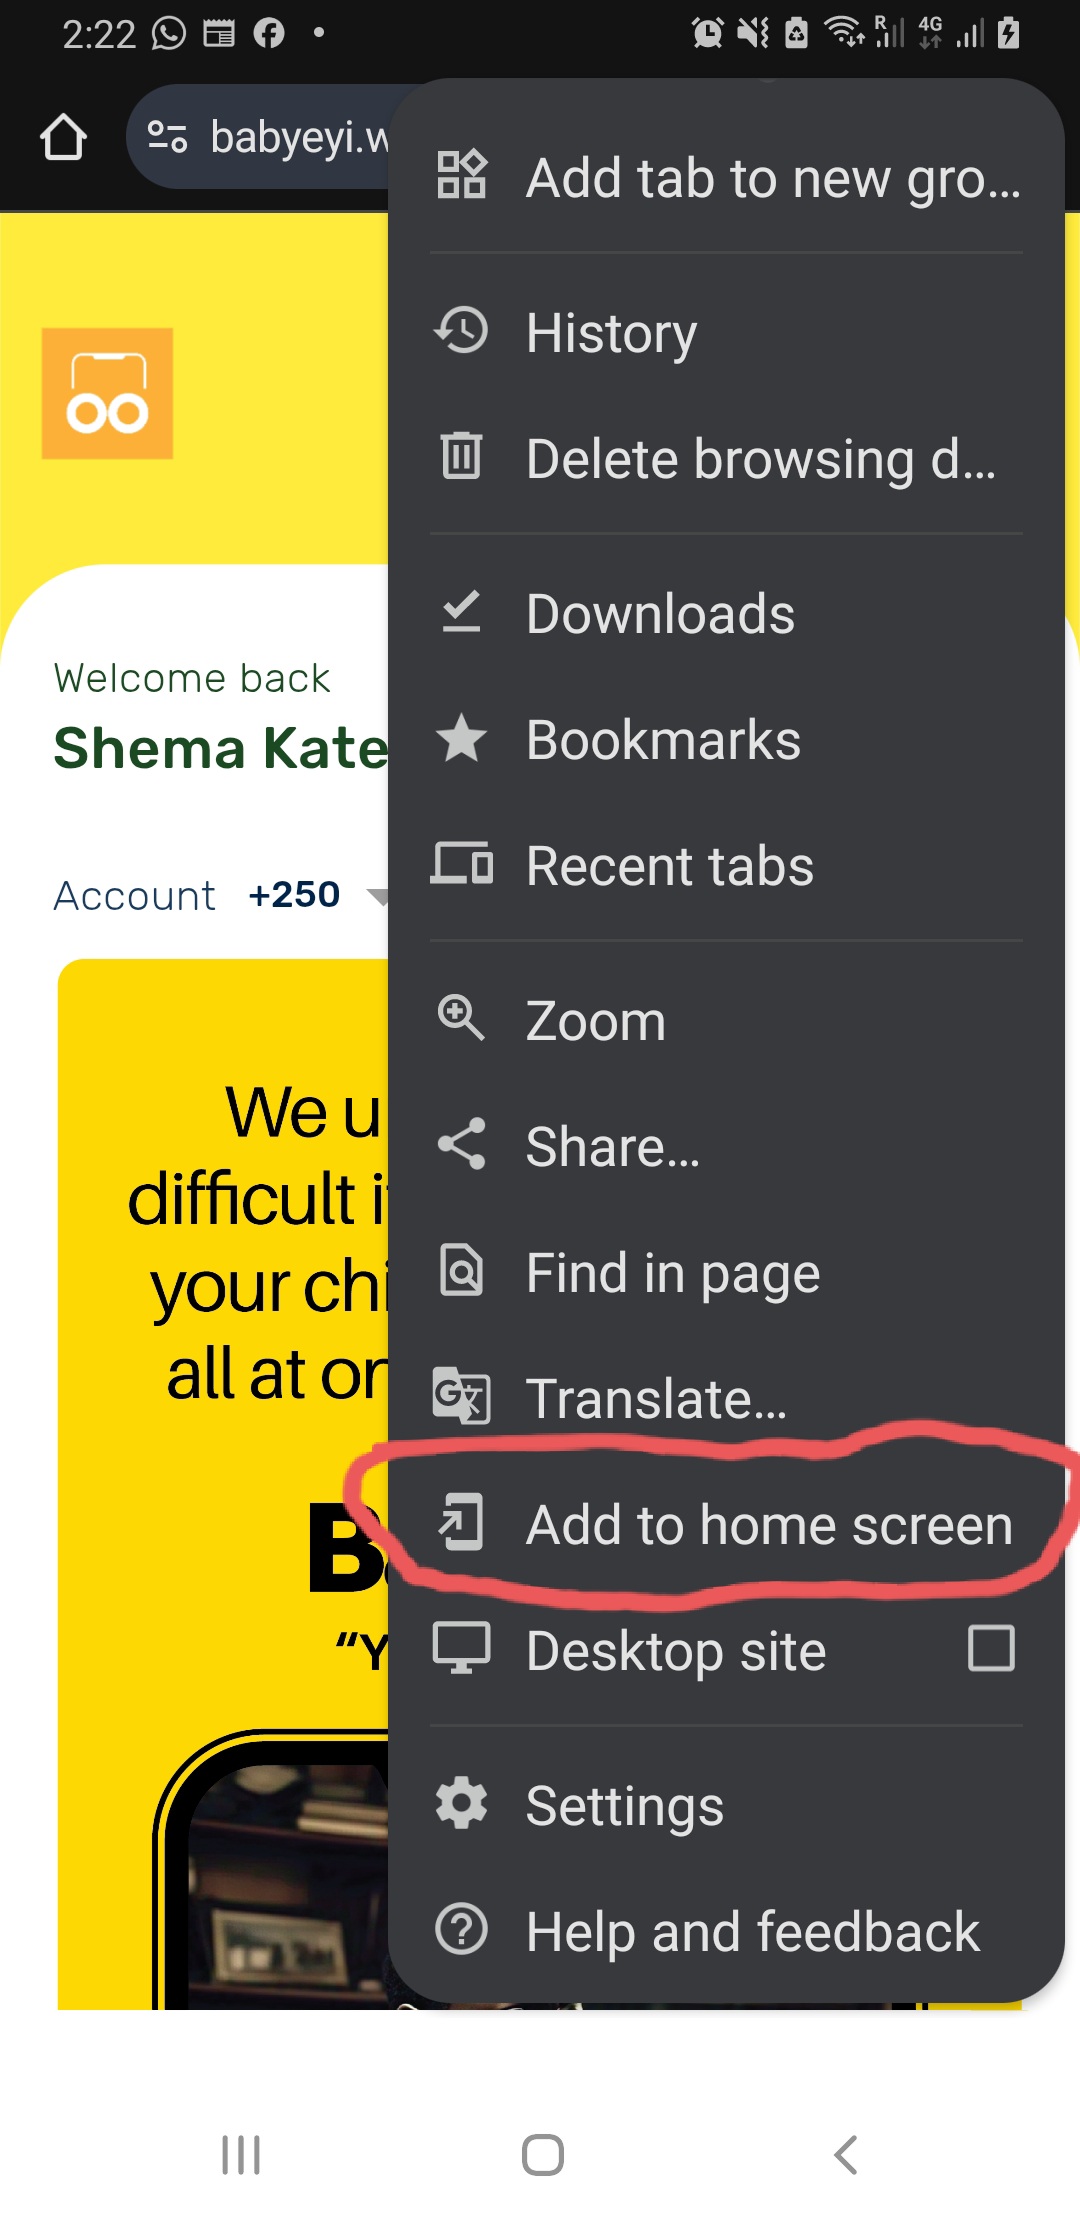 2:22
R
4G
babyeyi.w
Add tab to new gro...
History
Delete browsing d...
Downloads
Bookmarks
Recent tabs
Zoom
Share...
Find in page
Translate...
Add to home screen
Desktop site
Settings
Help and feedback
Welcome back
Shema Kate
Account +250
We u
difficult i
your chi
all at or
B
“Y